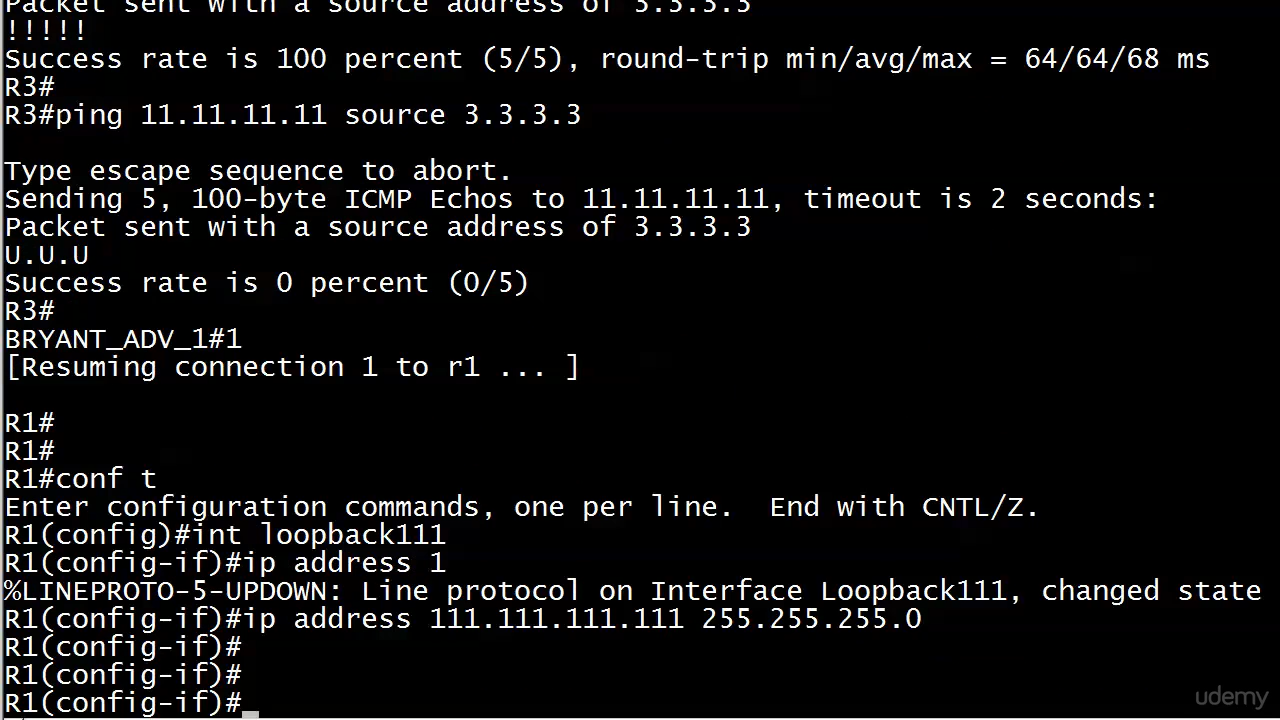 Packet sent with a source address of 3.3.3.3
!!!!!
Success rate is 100 percent (5/5), round-trip min/avg/max = 64/64/68 ms
R3#
R3#ping 11.11.11.11 source 3.3.3.3
Type escape sequence to abort.
Sending 5, 100-byte ICMP Echos to 11.11.11.11, timeout is 2 seconds:
Packet sent with a source address of 3.3.3.3
U.U.U
Success rate is 0 percent (0/5)
R3#
BRYANT_ADV_1#1
[Resuming connection 1 to r1 ... ]
R1#
R1#
R1#conf t
Enter configuration commands, one per line.  End with CNTL/Z.
R1(config)#int loopback111
R1(config-if)#ip address 1
%LINEPROTO-5-UPDOWN: Line protocol on Interface Loopback111, changed state
R1(config-if)#ip address 111.111.111.111 255.255.255.0
R1(config-if)#
R1(config-if)#
R1(config-if)#
udemy